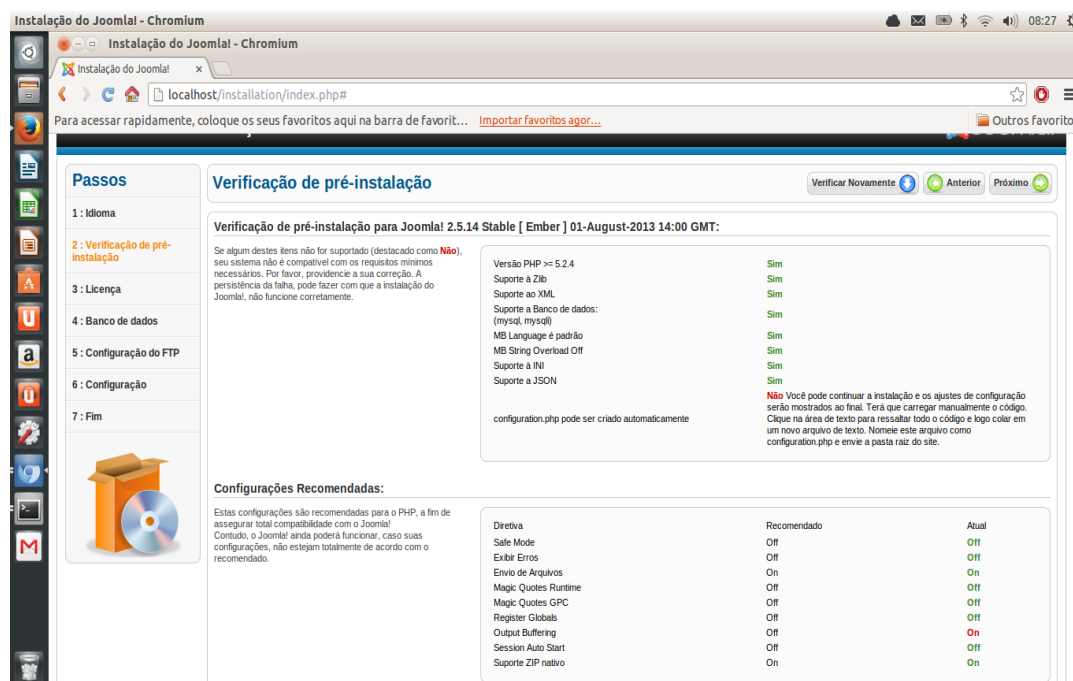 Instalação do Joomla! - Chromium
08:27
Instalação do Joomla! - Chromium
Instalação do Joomla!
localhost/installation/index.php#
Para acessar rapidamente, coloque os seus favoritos aqui na barra de favorit... Importar favoritos agor... Outros favorito
Passos
1 : Idioma
2 : Verificação de pré-
instalação
3 : Licença
4 : Banco de dados
5 : Configuração do FTP
6 : Configuração
7 : Fim
Verificação de pré-instalação
Verificar Novamente Anterior Próximo
Verificação de pré-instalação para Joomla! 2.5.14 Stable [ Ember ] 01-August-2013 14:00 GMT:
Se algum destes itens não for suportado (destacado como Não),
seu sistema não é compatível com os requisitos mínimos
necessários. Por favor, providencie a sua correção. A
persistência da falha, pode fazer com que a instalação do
Joomla!, não funcione corretamente.
Versão PHP >= 5.2.4 Sim
Suporte à Zlib Sim
Suporte ao XML Sim
Suporte a Banco de dados:
(mysql, mysqli) Sim
MB Language é padrão Sim
MB String Overload Off Sim
Suporte à INI Sim
Suporte a JSON Sim
configuration.php pode ser criado automaticamente
Não Você pode continuar a instalação e os ajustes de configuração
serão mostrados ao final. Terá que carregar manualmente o código.
Clique na área de texto para ressaltar todo o código e logo colar em
um novo arquivo de texto. Nomeie este arquivo como
configuration.php e envie a pasta raiz do site.
Configurações Recomendadas:
Estas configurações são recomendadas para o PHP, a fim de
assegurar total compatibilidade com o Joomla!
Contudo, o Joomla! ainda poderá funcionar, caso suas
configurações, não estejam totalmente de acordo com o
recomendado.
Diretiva Recomendado Atual
Safe Mode Off Off
Exibir Erros Off Off
Envio de Arquivos On On
Magic Quotes Runtime Off Off
Magic Quotes GPC Off Off
Register Globals Off Off
Output Buffering Off On
Session Auto Start Off Off
Suporte ZIP nativo On On